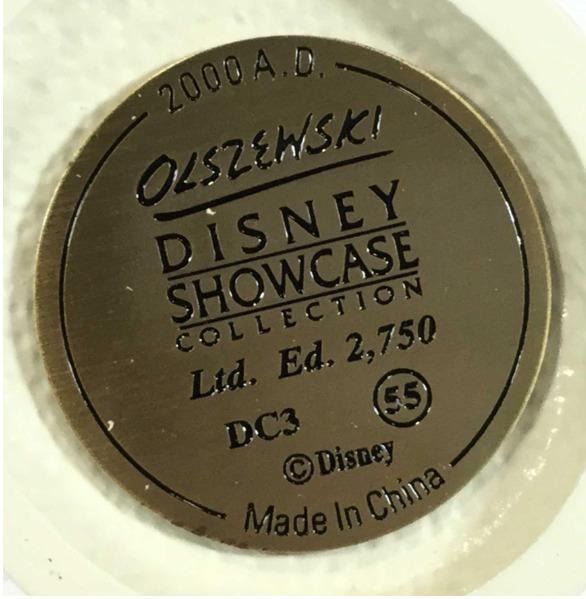 2000 A.D.
OLSZEWSKI
DISNEY
SHOWCASE
COLLECTION
Ltd. Ed. 2,750
DC3 55
©Disney
Made In China